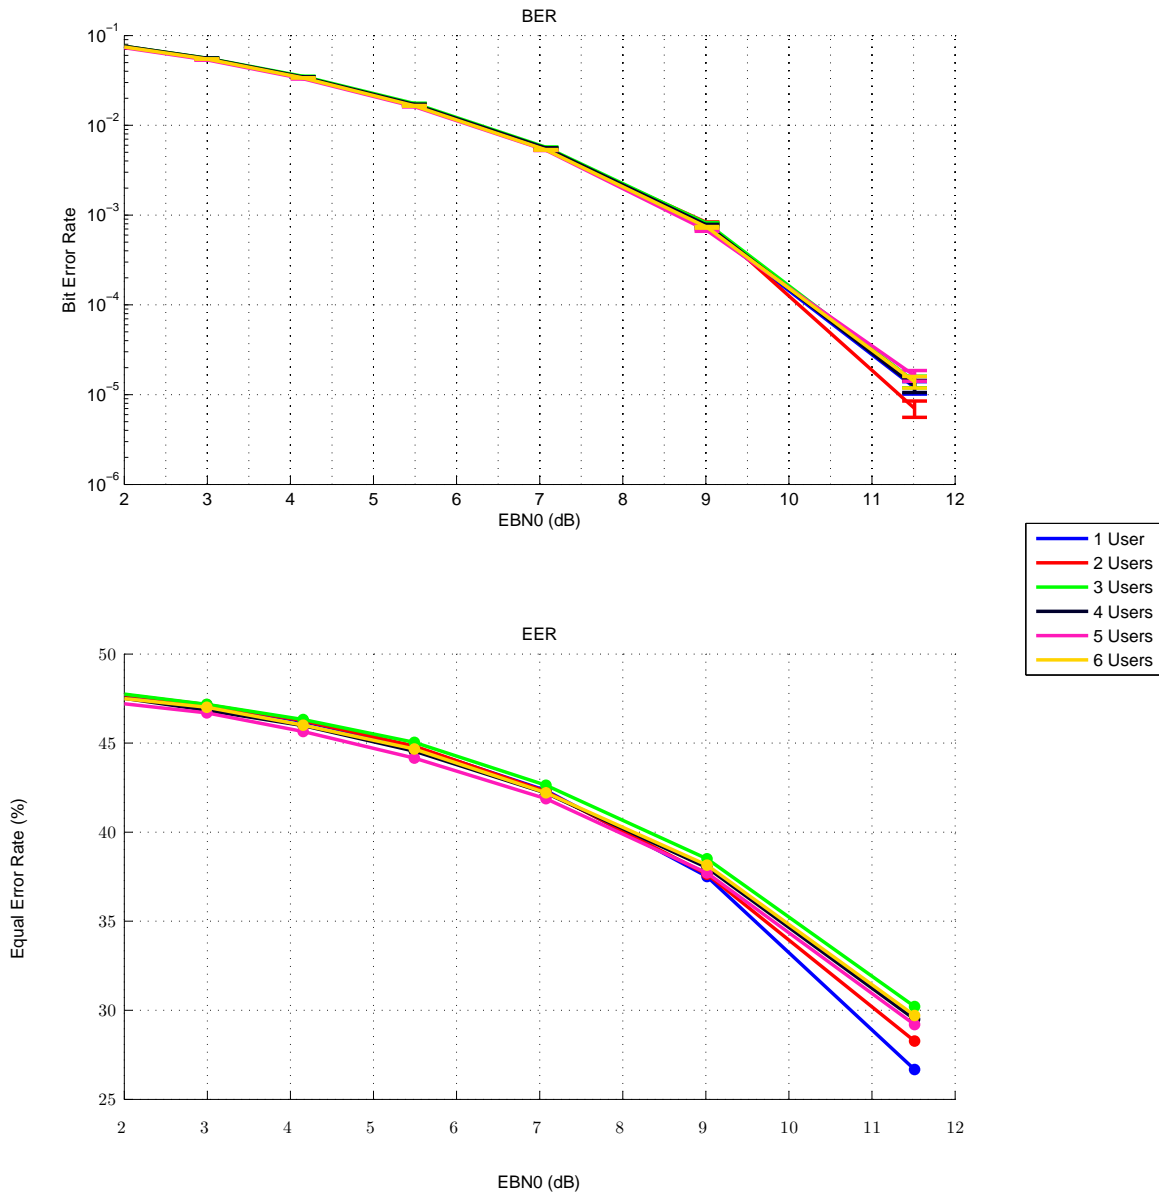 BER
10^-1
10^-2
10^-3
10^-4
10^-5
10^-6
Bit Error Rate
2 3 4 5 6 7 8 9 10 11 12
EBN0 (dB)
1 User
2 Users
3 Users
4 Users
5 Users
6 Users
EER
50
45
40
35
30
25
Equal Error Rate (%)
2 3 4 5 6 7 8 9 10 11 12
EBN0 (dB)